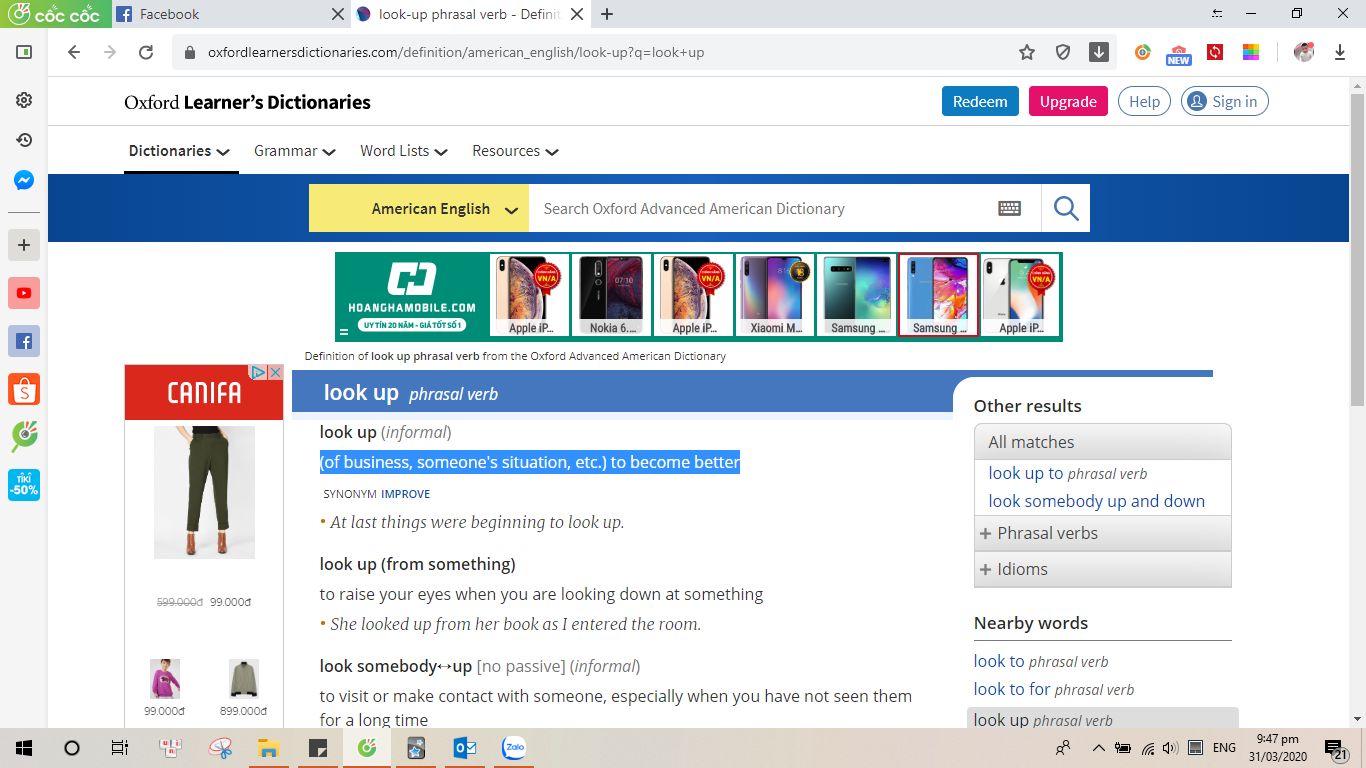 cốc cốc
Facebook
look-up phrasal verb - Definit
oxfordlearnersdictionaries.com/definition/american_english/look-up?q=look+up
NEW
Oxford Learner's Dictionaries
Redeem
Upgrade
Help
Sign in
Dictionaries
Grammar
Word Lists
Resources
American English
Search Oxford Advanced American Dictionary
HOANGHAMOBILE.COM
UY TÍN 20 NĂM - GIÁ TỐT SỐ 1
VN/A
VN/A
VN/A
Apple iP...
Nokia 6....
Apple iP...
Xiaomi M...
Samsung ...
Samsung ...
Apple iP...
Definition of look up phrasal verb from the Oxford Advanced American Dictionary
CANIFA
599.000đ 99.000đ
99.000đ
899.000đ
look up phrasal verb
look up (informal)
(of business, someone's situation, etc.) to become better
SYNONYM IMPROVE
• At last things were beginning to look up.
look up (from something)
to raise your eyes when you are looking down at something
• She looked up from her book as I entered the room.
look somebody↔up [no passive] (informal)
to visit or make contact with someone, especially when you have not seen them
for a long time
Other results
All matches
look up to phrasal verb
look somebody up and down
+ Phrasal verbs
+ Idioms
Nearby words
look to phrasal verb
look to for phrasal verb
look up phrasal verb
TIKI
-50%
Zalo
ENG
9:47 pm
31/03/2020
21